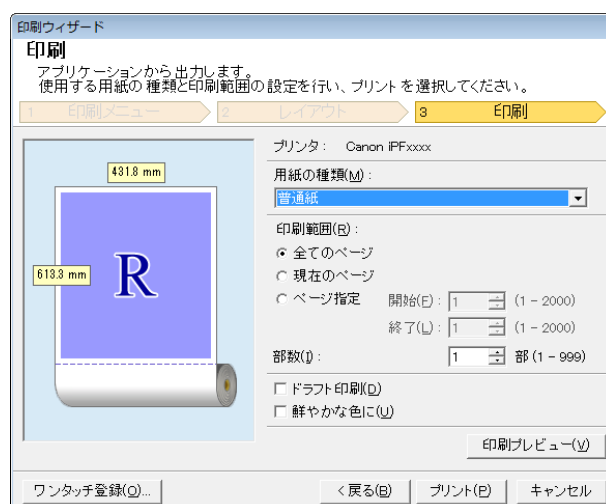 印刷ウィザード
印刷
アプリケーションから出力します。
使用する用紙の種類と印刷範囲の設定を行い、プリントを選択してください。
1 印刷メニュー 2 レイアウト 3 印刷
プリンタ： Canon iPFxxxx
用紙の種類(M)：
普通紙
印刷範囲(R)：
全てのページ
現在のページ
ページ指定 開始(F)： 1 (1 - 2000)
終了(L)： 1 (1 - 2000)
部数(I)： 1 部 (1 - 999)
ドラフト印刷(D)
鮮やかな色に(U)
431.8 mm
613.3 mm
R
印刷プレビュー(V)
ワンタッチ登録(O)... < 戻る(B) プリント(P) キャンセル